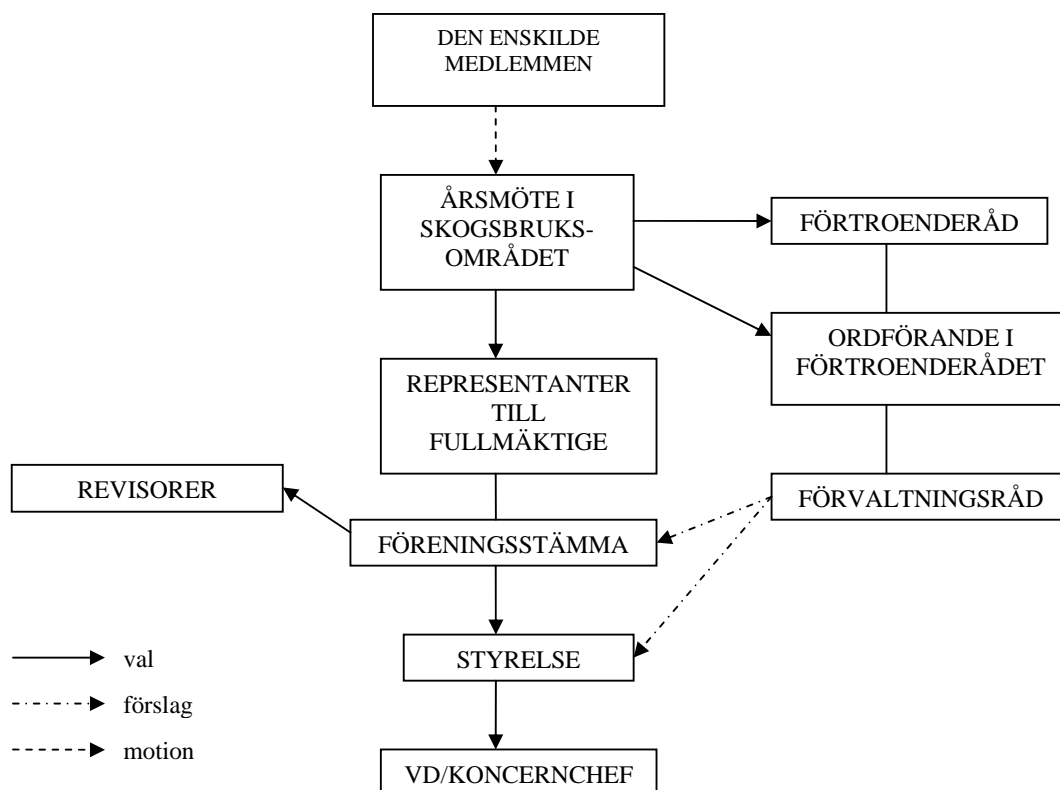 DEN ENSKILDE
MEDLEMMEN
ÅRSMÖTE I
SKOGSBRUKS-
OMRÅDET
FÖRTROENDERÅD
ORDFÖRANDE I
FÖRTROENDERÅDET
REPRESENTANTER
TILL
FULLMÄKTIGE
REVISORER
FÖRVALTNINGSRÅD
FÖRENINGSSTÄMMA
STYRELSE
VD/KONCERNCHEF
val
förslag
motion